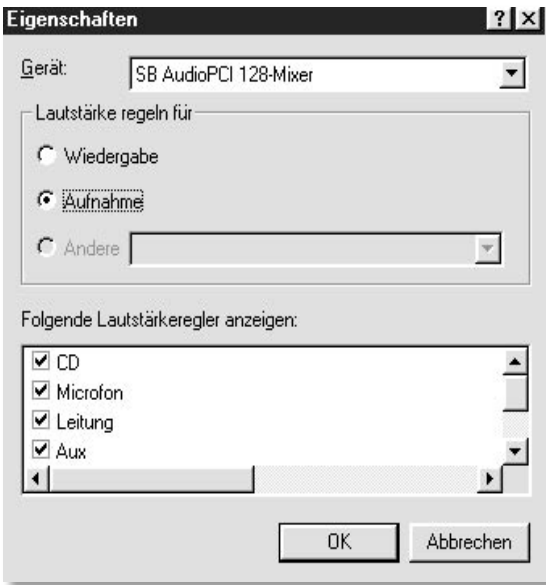 Eigenschaften
Gerät: SB AudioPCI 128-Mixer
Lautstärke regeln für
Wiedergabe
Aufnahme
Andere
Folgende Lautstärkeregler anzeigen:
CD
Microfon
Leitung
Aux
OK Abbrechen